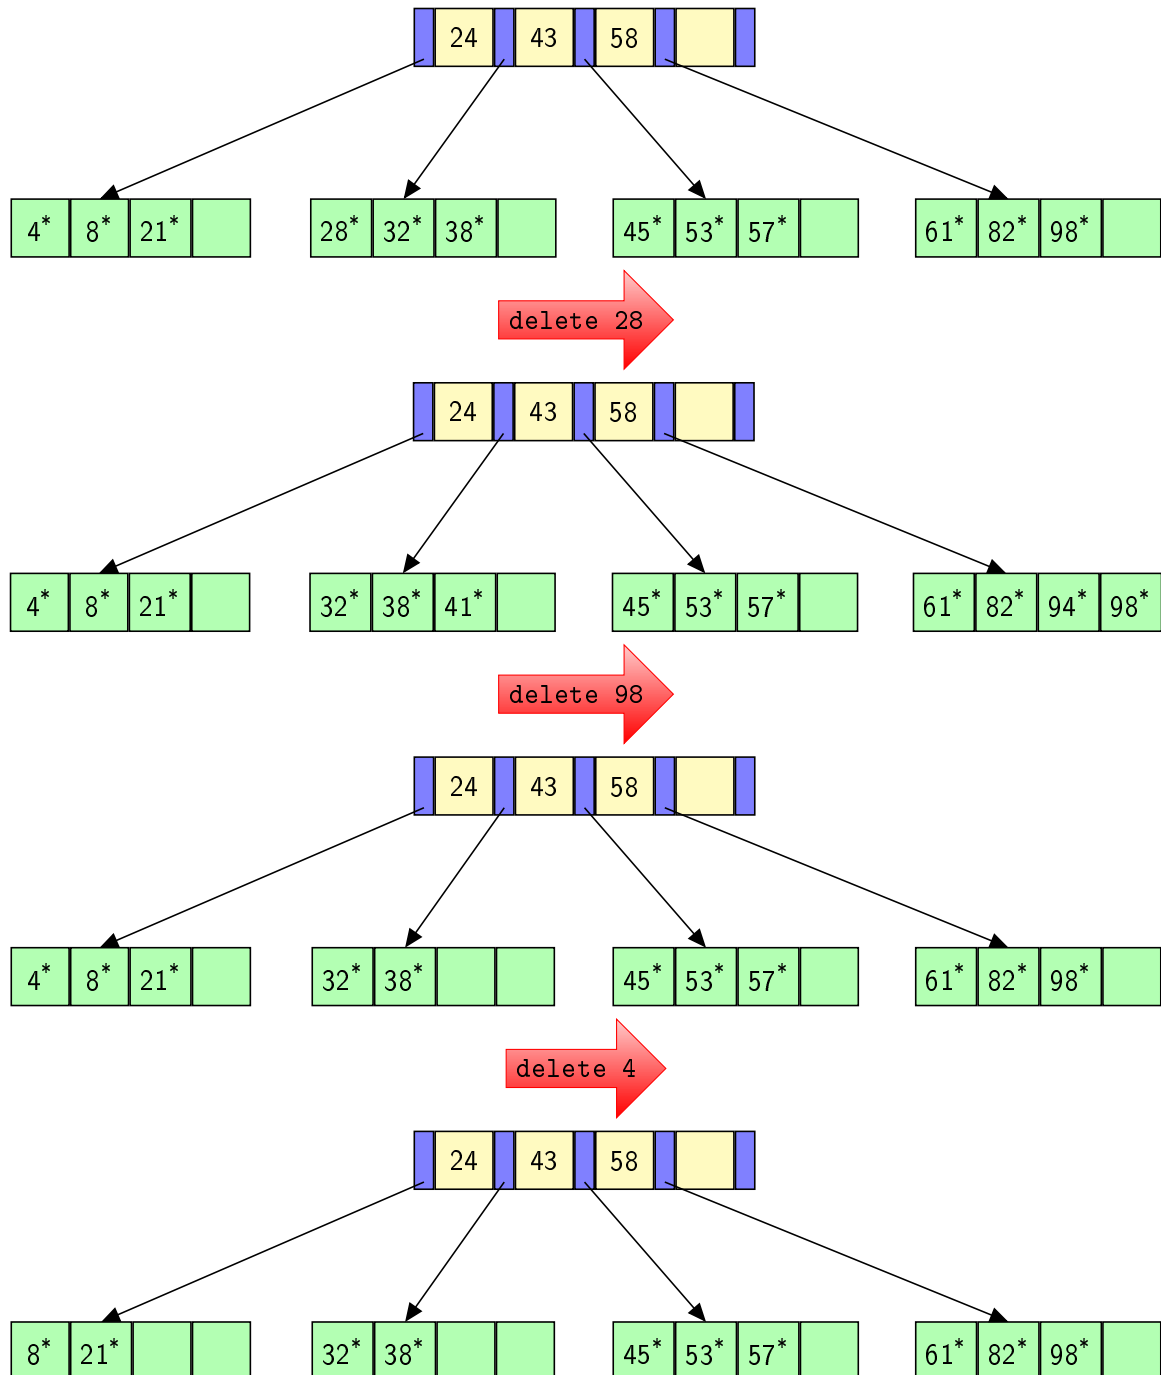 24 43 58
4* 8* 21* 28* 32* 38* 45* 53* 57* 61* 82* 98*
delete 28
24 43 58
4* 8* 21* 32* 38* 41* 45* 53* 57* 61* 82* 94* 98*
delete 98
24 43 58
4* 8* 21* 32* 38* 45* 53* 57* 61* 82* 98*
delete 4
24 43 58
8* 21* 32* 38* 45* 53* 57* 61* 82* 98*